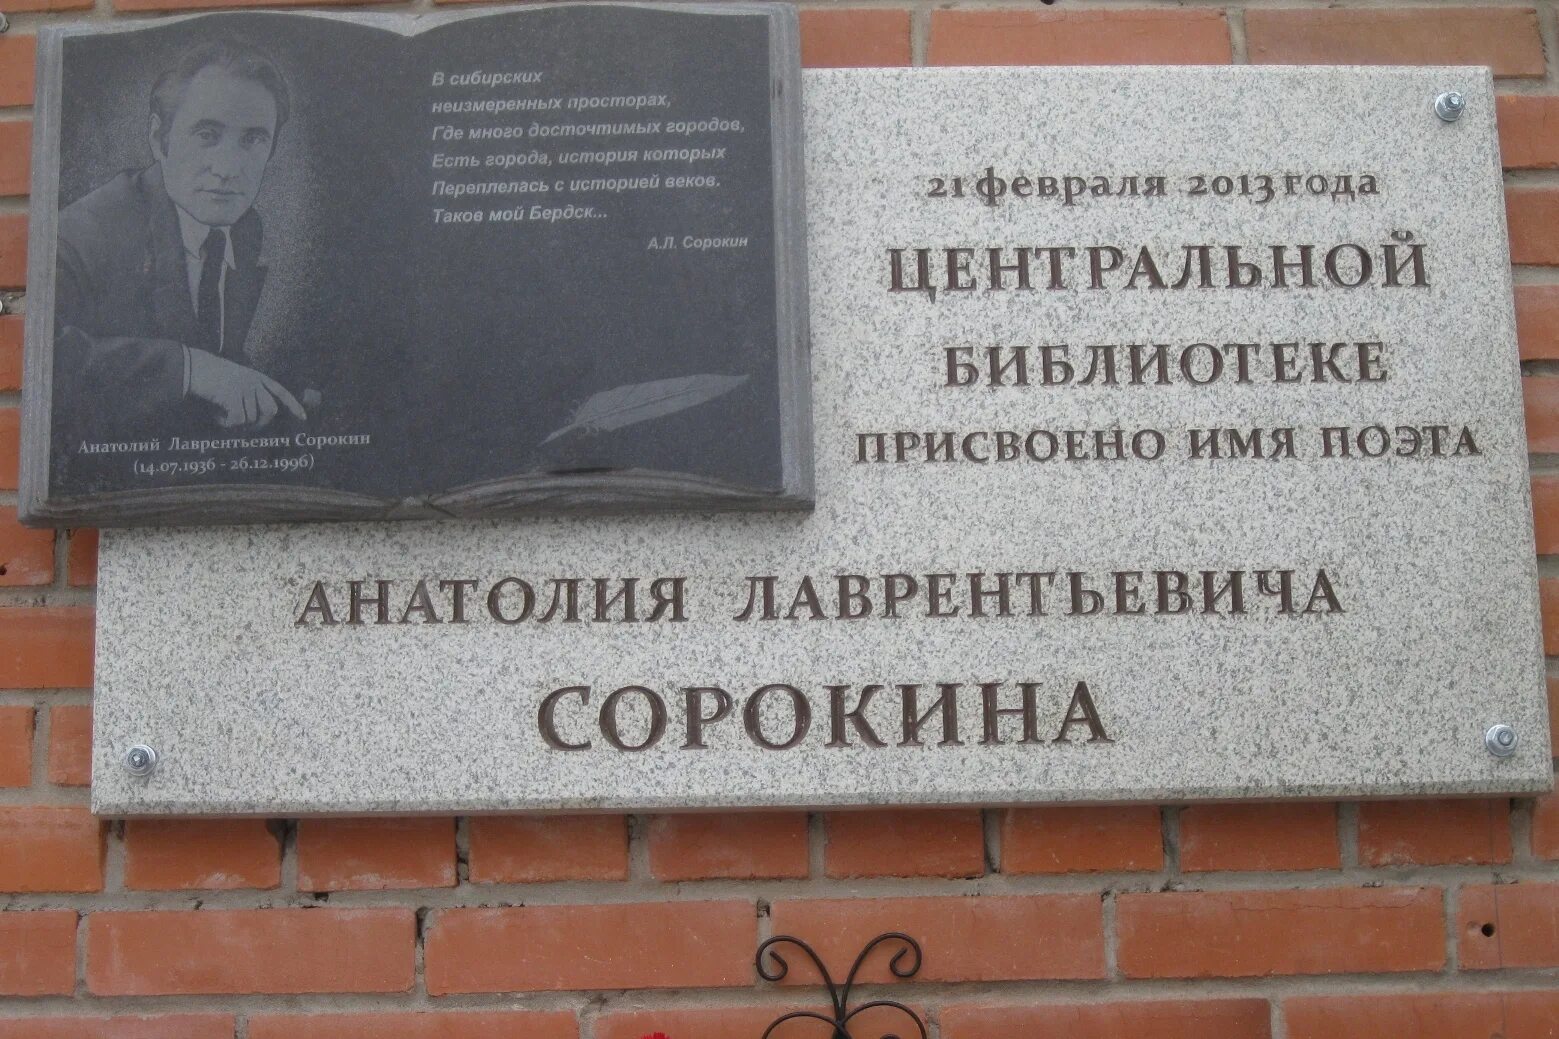 В сибирских
неизмеренных просторах,
Где много досточтимых городов,
Есть города, история которых
Переплелась с историей веков.
Таков мой Бердск...
А.Л. Сорокин
Анатолий Лаврентьевич Сорокин
(14.07.1936 - 26.12.1996)
21 февраля 2013 года
ЦЕНТРАЛЬНОЙ
БИБЛИОТЕКЕ
ПРИСВОЕНО ИМЯ ПОЭТА
АНАТОЛИЯ ЛАВРЕНТЬЕВИЧА
СОРОКИНА